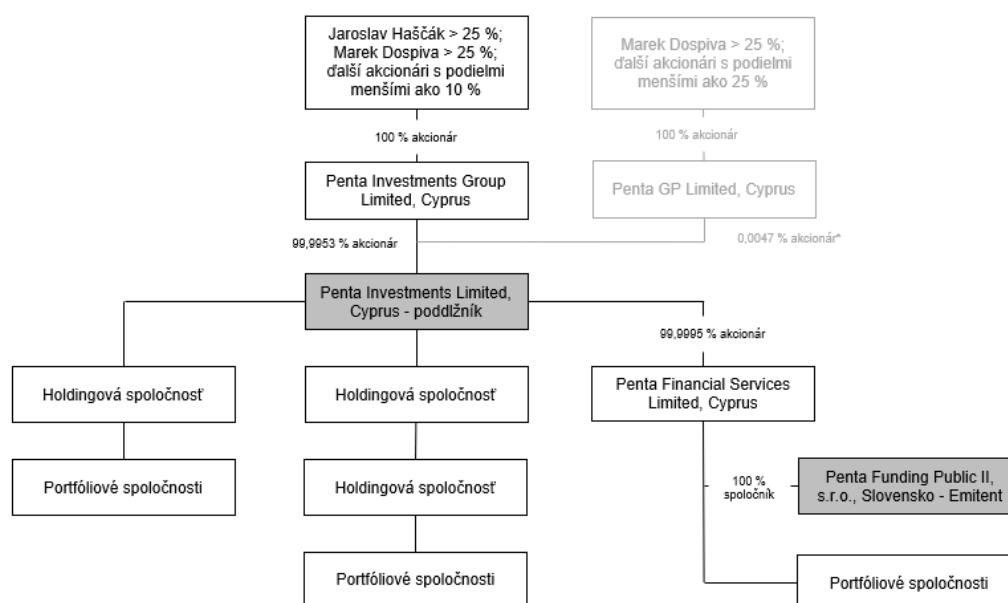 Jaroslav Haščák > 25 %;
Marek Dospiva > 25 %;
ďalší akcionári s podielmi
menšími ako 10 %
Marek Dospiva > 25 %;
ďalší akcionári s podielmi
menšími ako 25 %
100 % akcionár
100 % akcionár
Penta Investments Group
Limited, Cyprus
Penta GP Limited, Cyprus
99,9953 % akcionár
0,0047 % akcionár*
Penta Investments Limited,
Cyprus - poddlžník
99,9995 % akcionár
Holdingová spoločnosť
Holdingová spoločnosť
Penta Financial Services
Limited, Cyprus
Portfóliové spoločnosti
Holdingová spoločnosť
100 %
spoločník
Penta Funding Public II,
s.r.o., Slovensko - Emitent
Portfóliové spoločnosti
Portfóliové spoločnosti